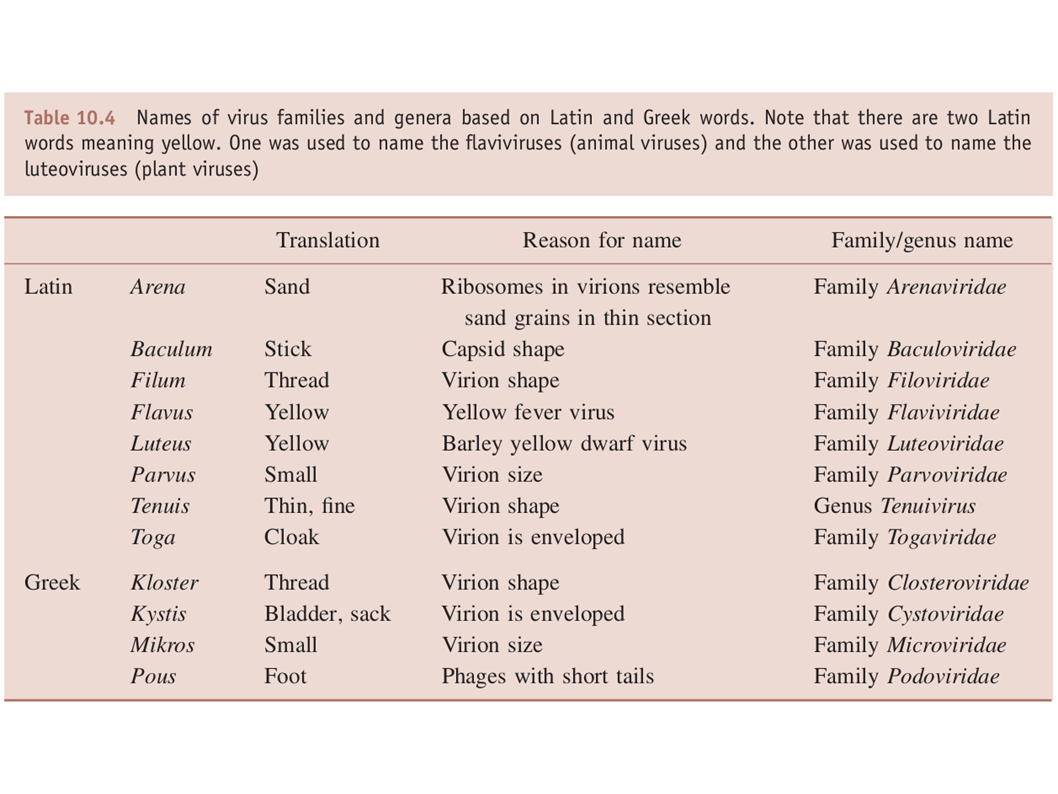 Table 10.4 Names of virus families and genera based on Latin and Greek words. Note that there are two Latin
words meaning yellow. One was used to name the flaviviruses (animal viruses) and the other was used to name the
luteoviruses (plant viruses)
Translation Reason for name Family/genus name
Latin Arena Sand Ribosomes in virions resemble Family Arenaviridae
sand grains in thin section
Baculum Stick Capsid shape Family Baculoviridae
Filum Thread Virion shape Family Filoviridae
Flavus Yellow Yellow fever virus Family Flaviviridae
Luteus Yellow Barley yellow dwarf virus Family Luteoviridae
Parvus Small Virion size Family Parvoviridae
Tenuis Thin, fine Virion shape Genus Tenuivirus
Toga Cloak Virion is enveloped Family Togaviridae
Greek Kloster Thread Virion shape Family Closteroviridae
Kystis Bladder, sack Virion is enveloped Family Cystoviridae
Mikros Small Virion size Family Microviridae
Pous Foot Phages with short tails Family Podoviridae